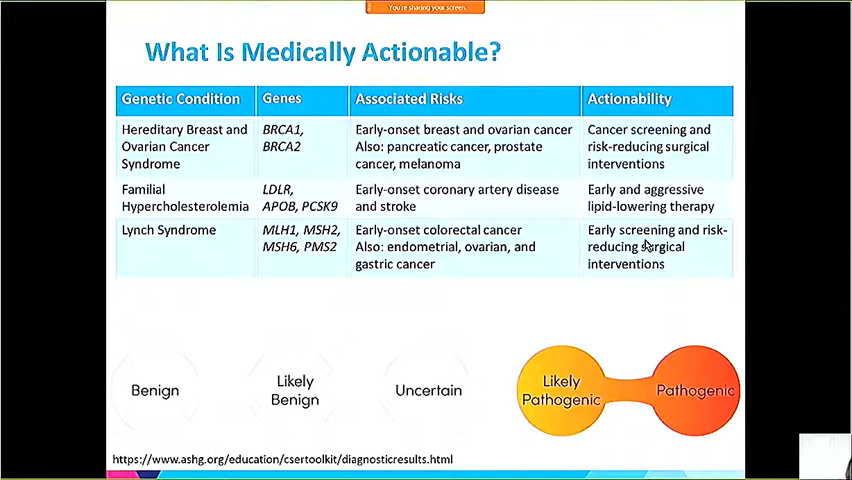 You're sharing your screen.
What Is Medically Actionable?
Genetic Condition
Genes
Associated Risks
Actionability
Hereditary Breast and
Ovarian Cancer
Syndrome
BRCA1,
BRCA2
Early-onset breast and ovarian cancer
Also: pancreatic cancer, prostate
cancer, melanoma
Cancer screening and
risk-reducing surgical
interventions
Familial
Hypercholesterolemia
LDLR,
APOB, PCSK9
Early-onset coronary artery disease
and stroke
Early and aggressive
lipid-lowering therapy
Lynch Syndrome
MLH1, MSH2,
MSH6, PMS2
Early-onset colorectal cancer
Also: endometrial, ovarian, and
gastric cancer
Early screening and risk-
reducing surgical
interventions
Benign
Likely
Benign
Uncertain
Likely
Pathogenic
Pathogenic
https://www.ashg.org/education/csertoolkit/diagnosticresults.html